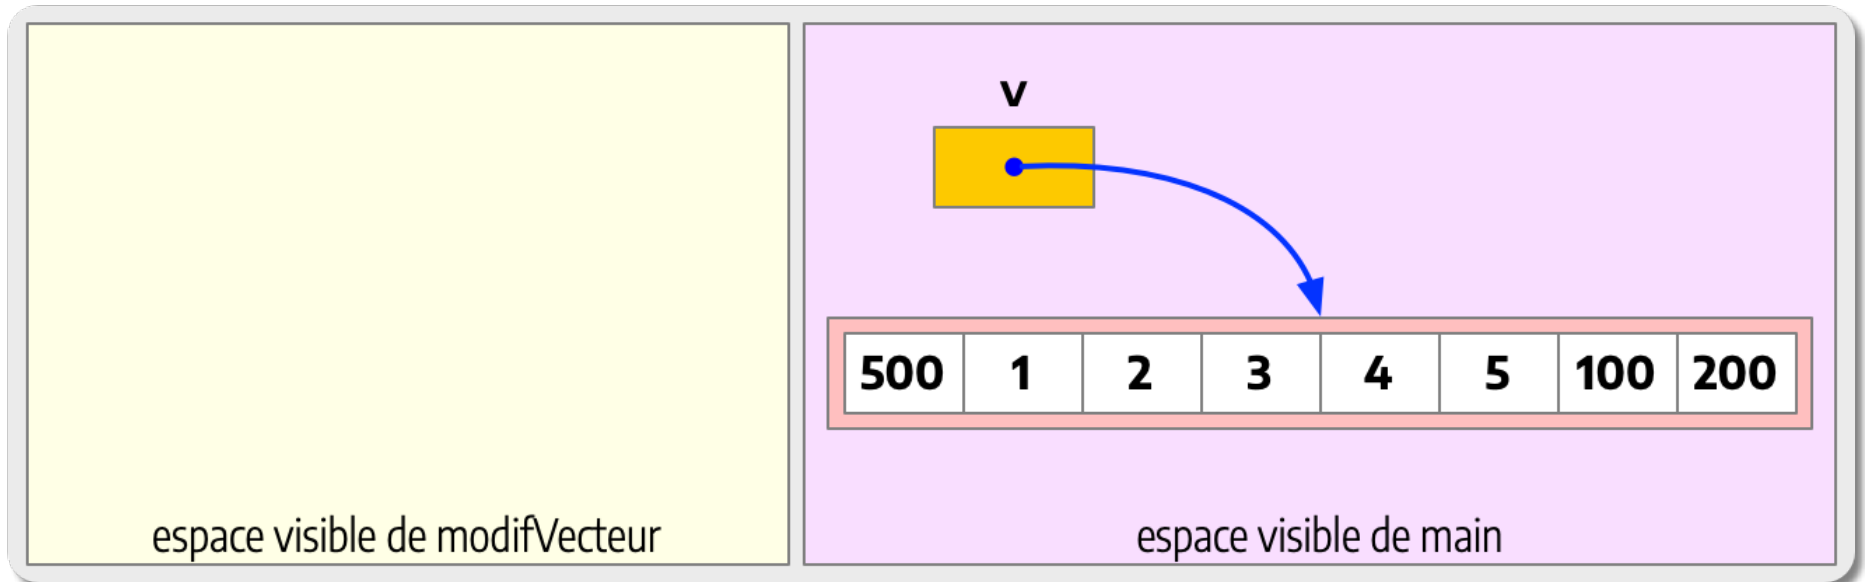 v
500 1 2 3 4 5 100 200
espace visible de modifVecteur
espace visible de main